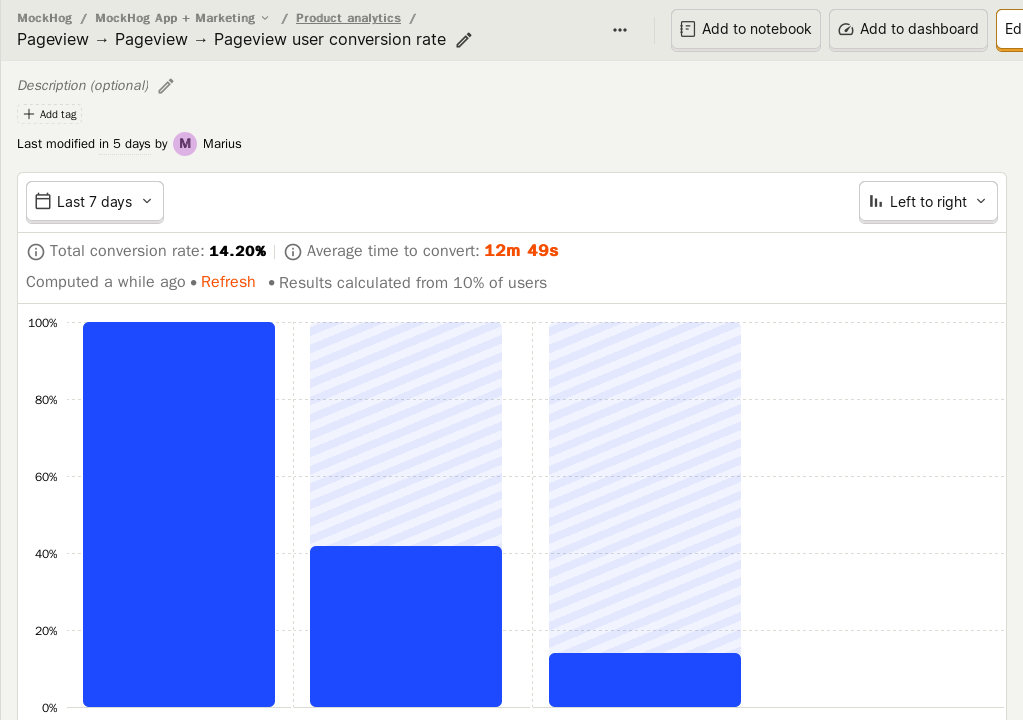 MockHog / MockHog App + Marketing / Product analytics /
Pageview → Pageview → Pageview user conversion rate
Add to notebook
Add to dashboard
Ed
Description (optional)
Add tag
Last modified in 5 days by M Marius
Last 7 days
Left to right
Total conversion rate: 14.20% Average time to convert: 12m 49s
Computed a while ago • Refresh • Results calculated from 10% of users
100%
80%
60%
40%
20%
0%